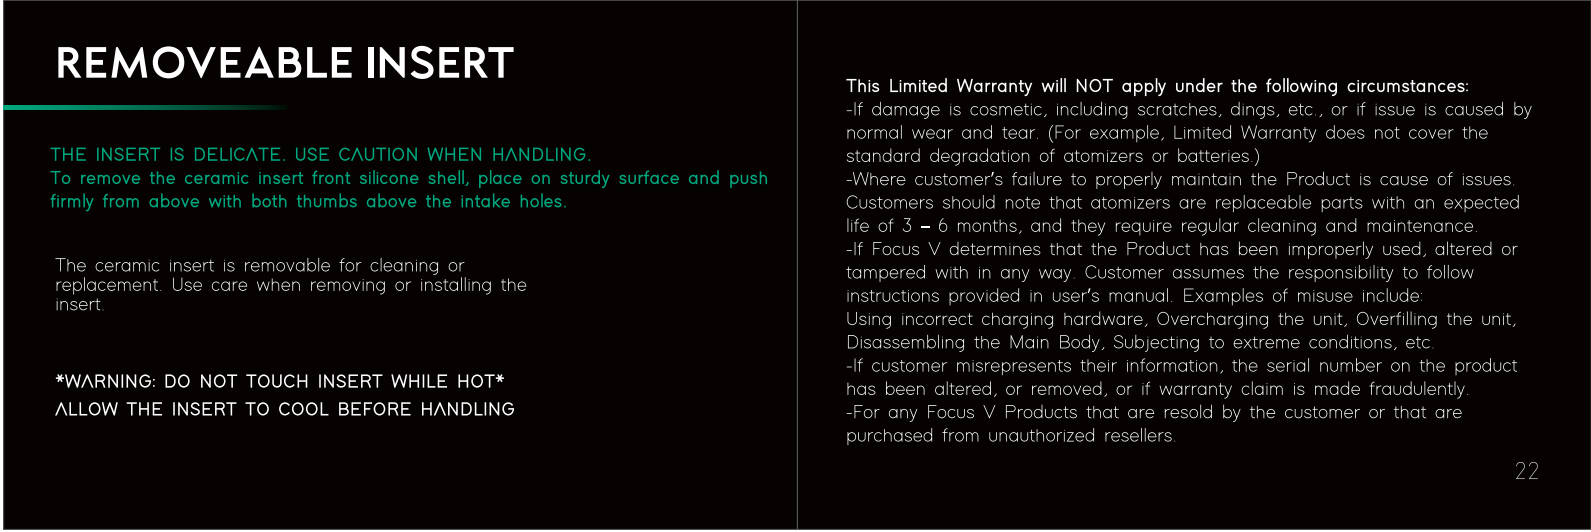 REMOVEABLE INSERT
THE INSERT IS DELICATE. USE CAUTION WHEN HANDLING.
To remove the ceramic insert front silicone shell, place on sturdy surface and push
firmly from above with both thumbs above the intake holes.
The ceramic insert is removable for cleaning or
replacement. Use care when removing or installing the
insert.
*WARNING: DO NOT TOUCH INSERT WHILE HOT*
ALLOW THE INSERT TO COOL BEFORE HANDLING
This Limited Warranty will NOT apply under the following circumstances:
-If damage is cosmetic, including scratches, dings, etc., or if issue is caused by
normal wear and tear. (For example, Limited Warranty does not cover the
standard degradation of atomizers or batteries.)
-Where customer's failure to properly maintain the Product is cause of issues.
Customers should note that atomizers are replaceable parts with an expected
life of 3 – 6 months, and they require regular cleaning and maintenance.
-If Focus V determines that the Product has been improperly used, altered or
tampered with in any way. Customer assumes the responsibility to follow
instructions provided in user's manual. Examples of misuse include:
Using incorrect charging hardware, Overcharging the unit, Overfilling the unit,
Disassembling the Main Body, Subjecting to extreme conditions, etc.
-If customer misrepresents their information, the serial number on the product
has been altered, or removed, or if warranty claim is made fraudulently.
-For any Focus V Products that are resold by the customer or that are
purchased from unauthorized resellers.
22